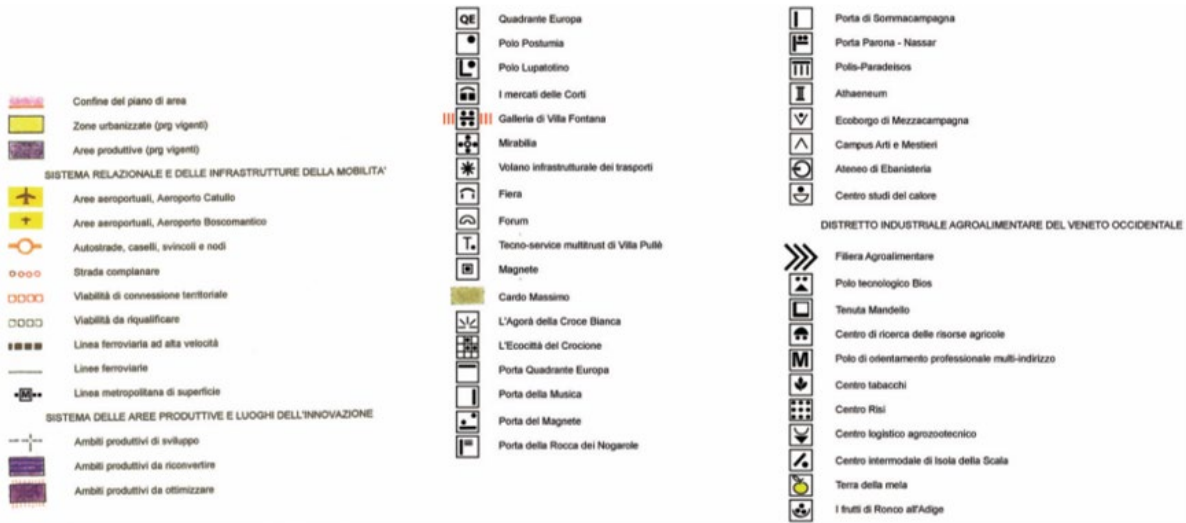 Confine del piano di area
Zone urbanizzate (prg vigenti)
Aree produttive (prg vigenti)
SISTEMA RELAZIONALE E DELLE INFRASTRUTTURE DELLA MOBILITA'
Aree aeroportuali, Aeroporto Catullo
Aree aeroportuali, Aeroporto Boscomantico
Autostrade, caselli, svincoli e nodi
Strada complanare
Viabilità di connessione territoriale
Viabilità da riqualificare
Linea ferroviaria ad alta velocità
Linee ferroviarie
M Linea metropolitana di superficie
SISTEMA DELLE AREE PRODUTTIVE E LUOGHI DELL'INNOVAZIONE
Ambiti produttivi di sviluppo
Ambiti produttivi da riconvertire
Ambiti produttivi da ottimizzare
QE Quadrante Europa
Polo Postumia
Polo Lupatotino
I mercati delle Corti
Galleria di Villa Fontana
Mirabilia
Volano infrastrutturale dei trasporti
Fiera
Forum
T. Tecno-service multitrust di Villa Pullè
Magnete
Cardo Massimo
L'Agorà della Croce Bianca
L'Ecocittà del Crocione
Porta Quadrante Europa
Porta della Musica
Porta del Magnete
Porta della Rocca dei Nogarole
Porta di Sommacampagna
Porta Parona - Nassar
Polis-Paradeisos
Athaeneum
Ecoborgo di Mezzacampagna
Campus Arti e Mestieri
Ateneo di Ebanisteria
Centro studi del calore
DISTRETTO INDUSTRIALE AGROALIMENTARE DEL VENETO OCCIDENTALE
Filiera Agroalimentare
Polo tecnologico Bios
Tenuta Mandello
Centro di ricerca delle risorse agricole
M Polo di orientamento professionale multi-indirizzo
Centro tabacchi
Centro Risi
Centro logistico agrozootecnico
Centro intermodale di Isola della Scala
Terra della mela
I frutti di Ronco all'Adige